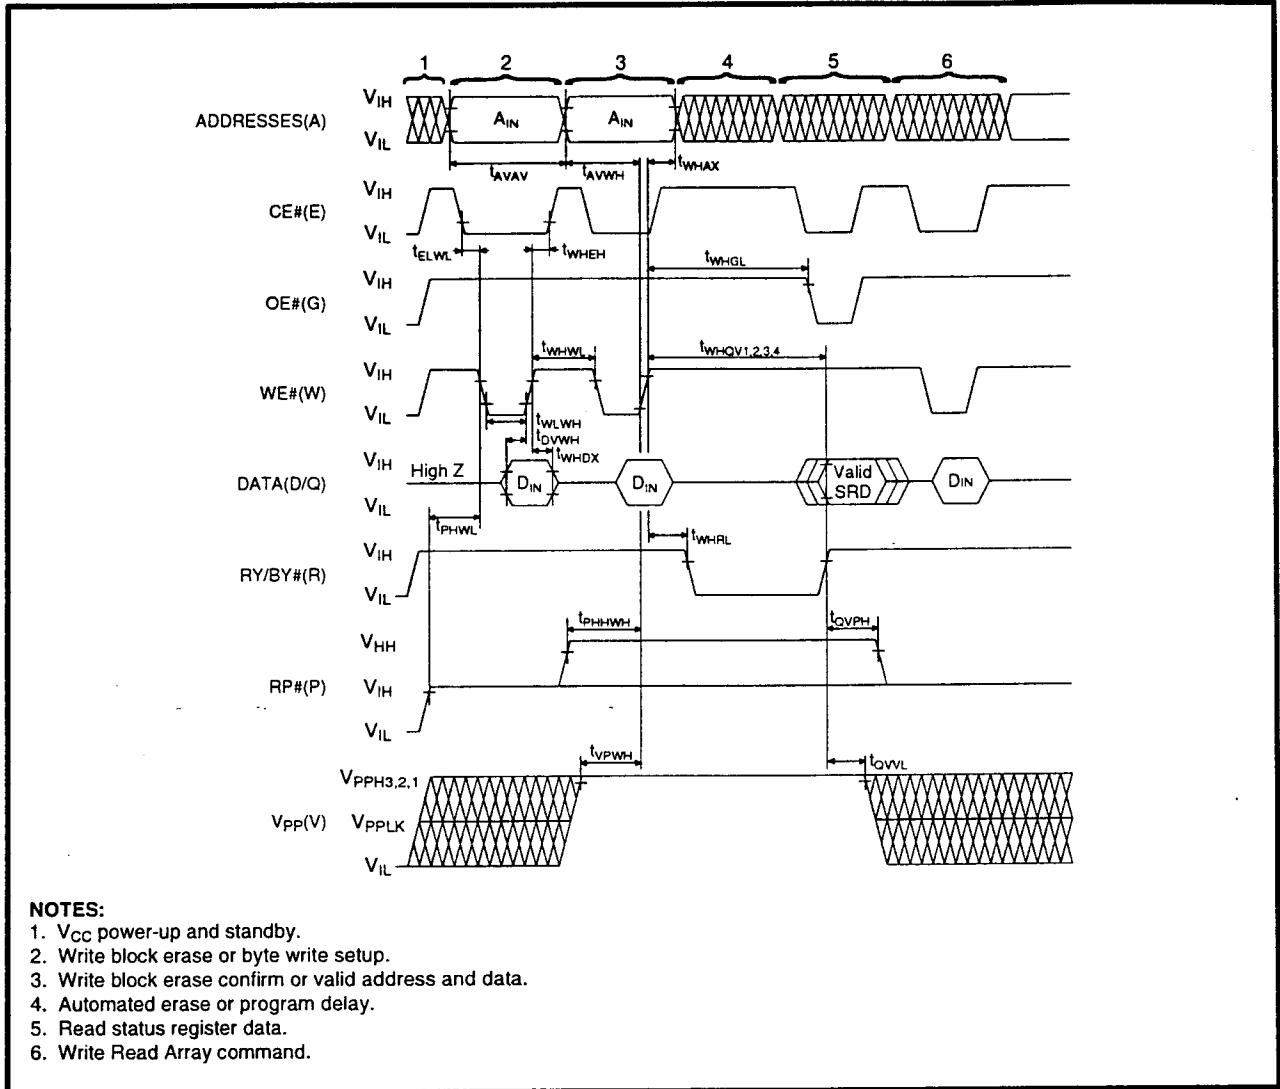 1 2 3 4 5 6
ADDRESSES(A) VIH AIN AIN
VIL
tAVAV tAVWH tWHAX
CE#(E) VIH
VIL
tELWL tWHEH
tWHGL
OE#(G) VIH
VIL
tWHWL tWHQV1,2,3,4
WE#(W) VIH
VIL
tWLWH
tDVWH
tWHDX
DATA(D/Q) VIH High Z DIN DIN Valid SRD DIN
VIL
tPHWL
tWHRL
RY/BY#(R) VIH
VIL
tPHHWH tQVPH
VHH
RP#(P) VIH
VIL
tVPWH tQVVL
VPPH3,2,1
VPP(V) VPPLK
VIL
NOTES:
1. VCC power-up and standby.
2. Write block erase or byte write setup.
3. Write block erase confirm or valid address and data.
4. Automated erase or program delay.
5. Read status register data.
6. Write Read Array command.